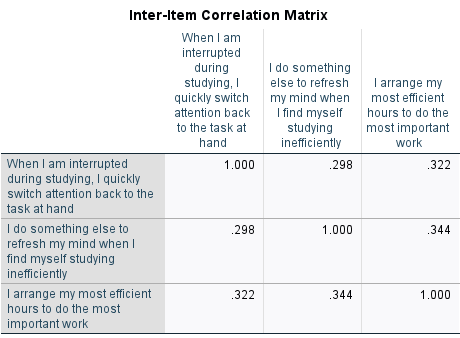 Inter-Item Correlation Matrix
When I am
interrupted
during
studying, I
quickly switch
attention back
to the task at
hand
I do something
else to refresh
my mind when
I find myself
studying
inefficiently
I arrange my
most efficient
hours to do the
most important
work
When I am interrupted
during studying, I quickly
switch attention back to the
task at hand
1.000 .298 .322
I do something else to
refresh my mind when I
find myself studying
inefficiently
.298 1.000 .344
I arrange my most efficient
hours to do the most
important work
.322 .344 1.000